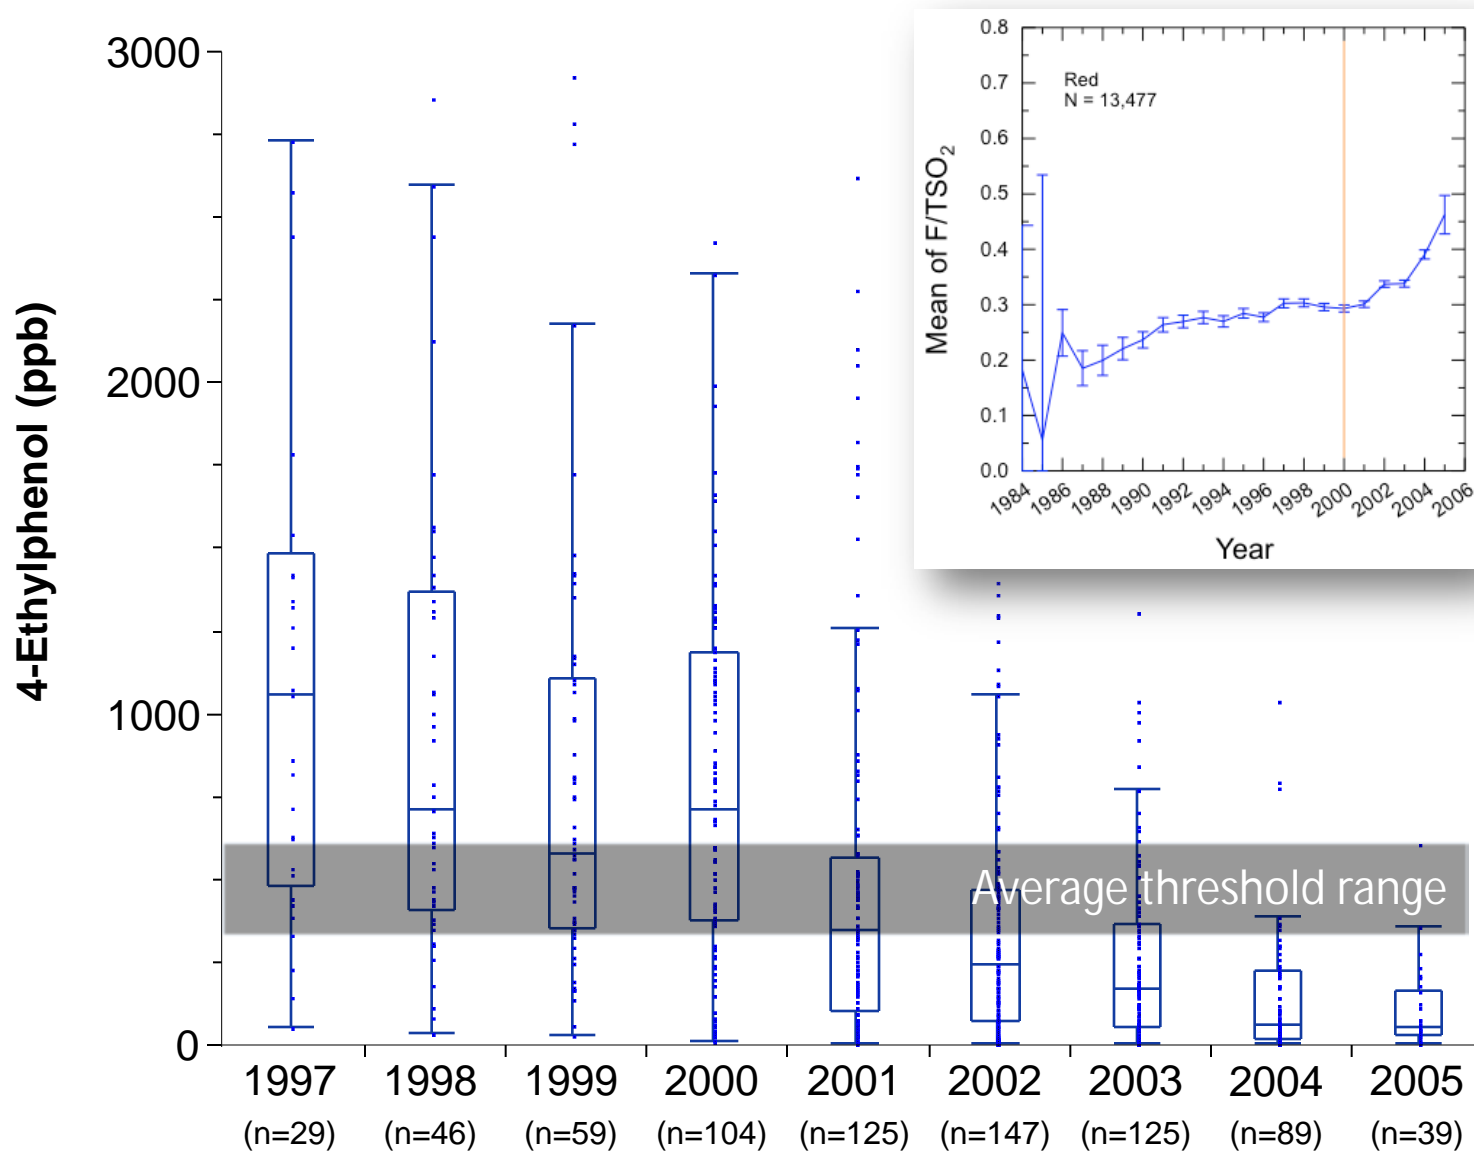 4-Ethylphenol (ppb)
3000
2000
1000
0
Average threshold range
1997
(n=29)
1998
(n=46)
1999
(n=59)
2000
(n=104)
2001
(n=125)
2002
(n=147)
2003
(n=125)
2004
(n=89)
2005
(n=39)
Mean of F/TSO2
0.8
0.7
0.6
0.5
0.4
0.3
0.2
0.1
0.0
Red
N = 13,477
1984
1986
1988
1990
1992
1994
1996
1998
2000
2002
2004
2006
Year